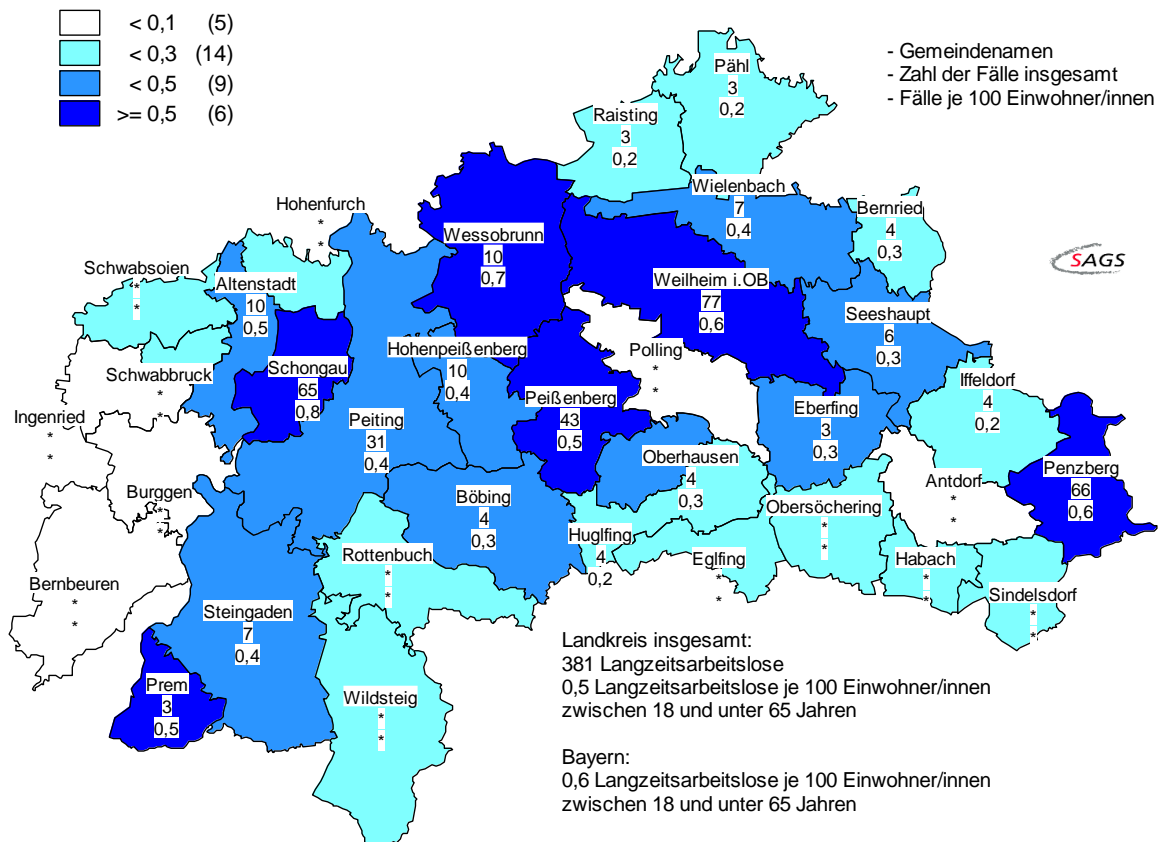 < 0,1 (5)
< 0,3 (14)
< 0,5 (9)
>= 0,5 (6)
- Gemeindenamen
- Zahl der Fälle insgesamt
- Fälle je 100 Einwohner/innen
Pähl
3
0,2
Raisting
3
0,2
Wielenbach
7
0,4
Bernried
4
0,3
SAGS
Hohenfurch
*
*
Wessobrunn
10
0,7
Schwabsoien
*
*
Altenstadt
10
0,5
Weilheim i.OB
77
0,6
Seeshaupt
6
0,3
Polling
*
*
Hohenpeißenberg
10
0,4
Schongau
65
0,8
Schwabbruck
*
*
Iffeldorf
4
0,2
Peißenberg
43
0,5
Eberfing
3
0,3
Ingenried
*
*
Peiting
31
0,4
Oberhausen
4
0,3
Penzberg
66
0,6
Antdorf
*
*
Burggen
*
*
Böbing
4
0,3
Obersöchering
*
*
Huglfing
4
0,2
Rottenbuch
*
*
Eglfing
*
*
Habach
*
*
Bernbeuren
*
*
Sindelsdorf
*
*
Steingaden
7
0,4
Prem
3
0,5
Wildsteig
*
*
Landkreis insgesamt:
381 Langzeitsarbeitslose
0,5 Langzeitsarbeitslose je 100 Einwohner/innen
zwischen 18 und unter 65 Jahren
Bayern:
0,6 Langzeitsarbeitslose je 100 Einwohner/innen
zwischen 18 und unter 65 Jahren